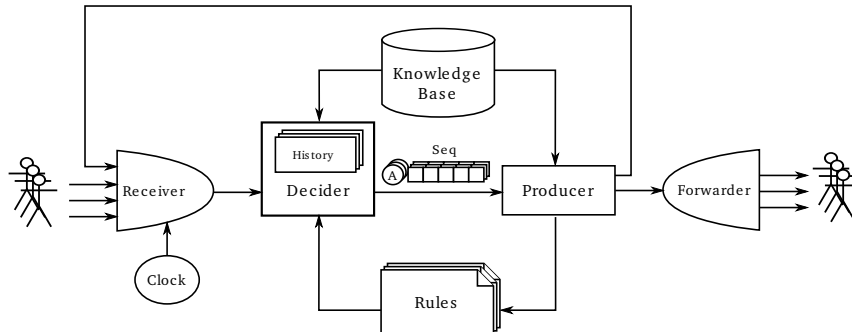 Knowledge
Base
History
Decider
Seq
A
Receiver
Producer
Forwarder
Clock
Rules